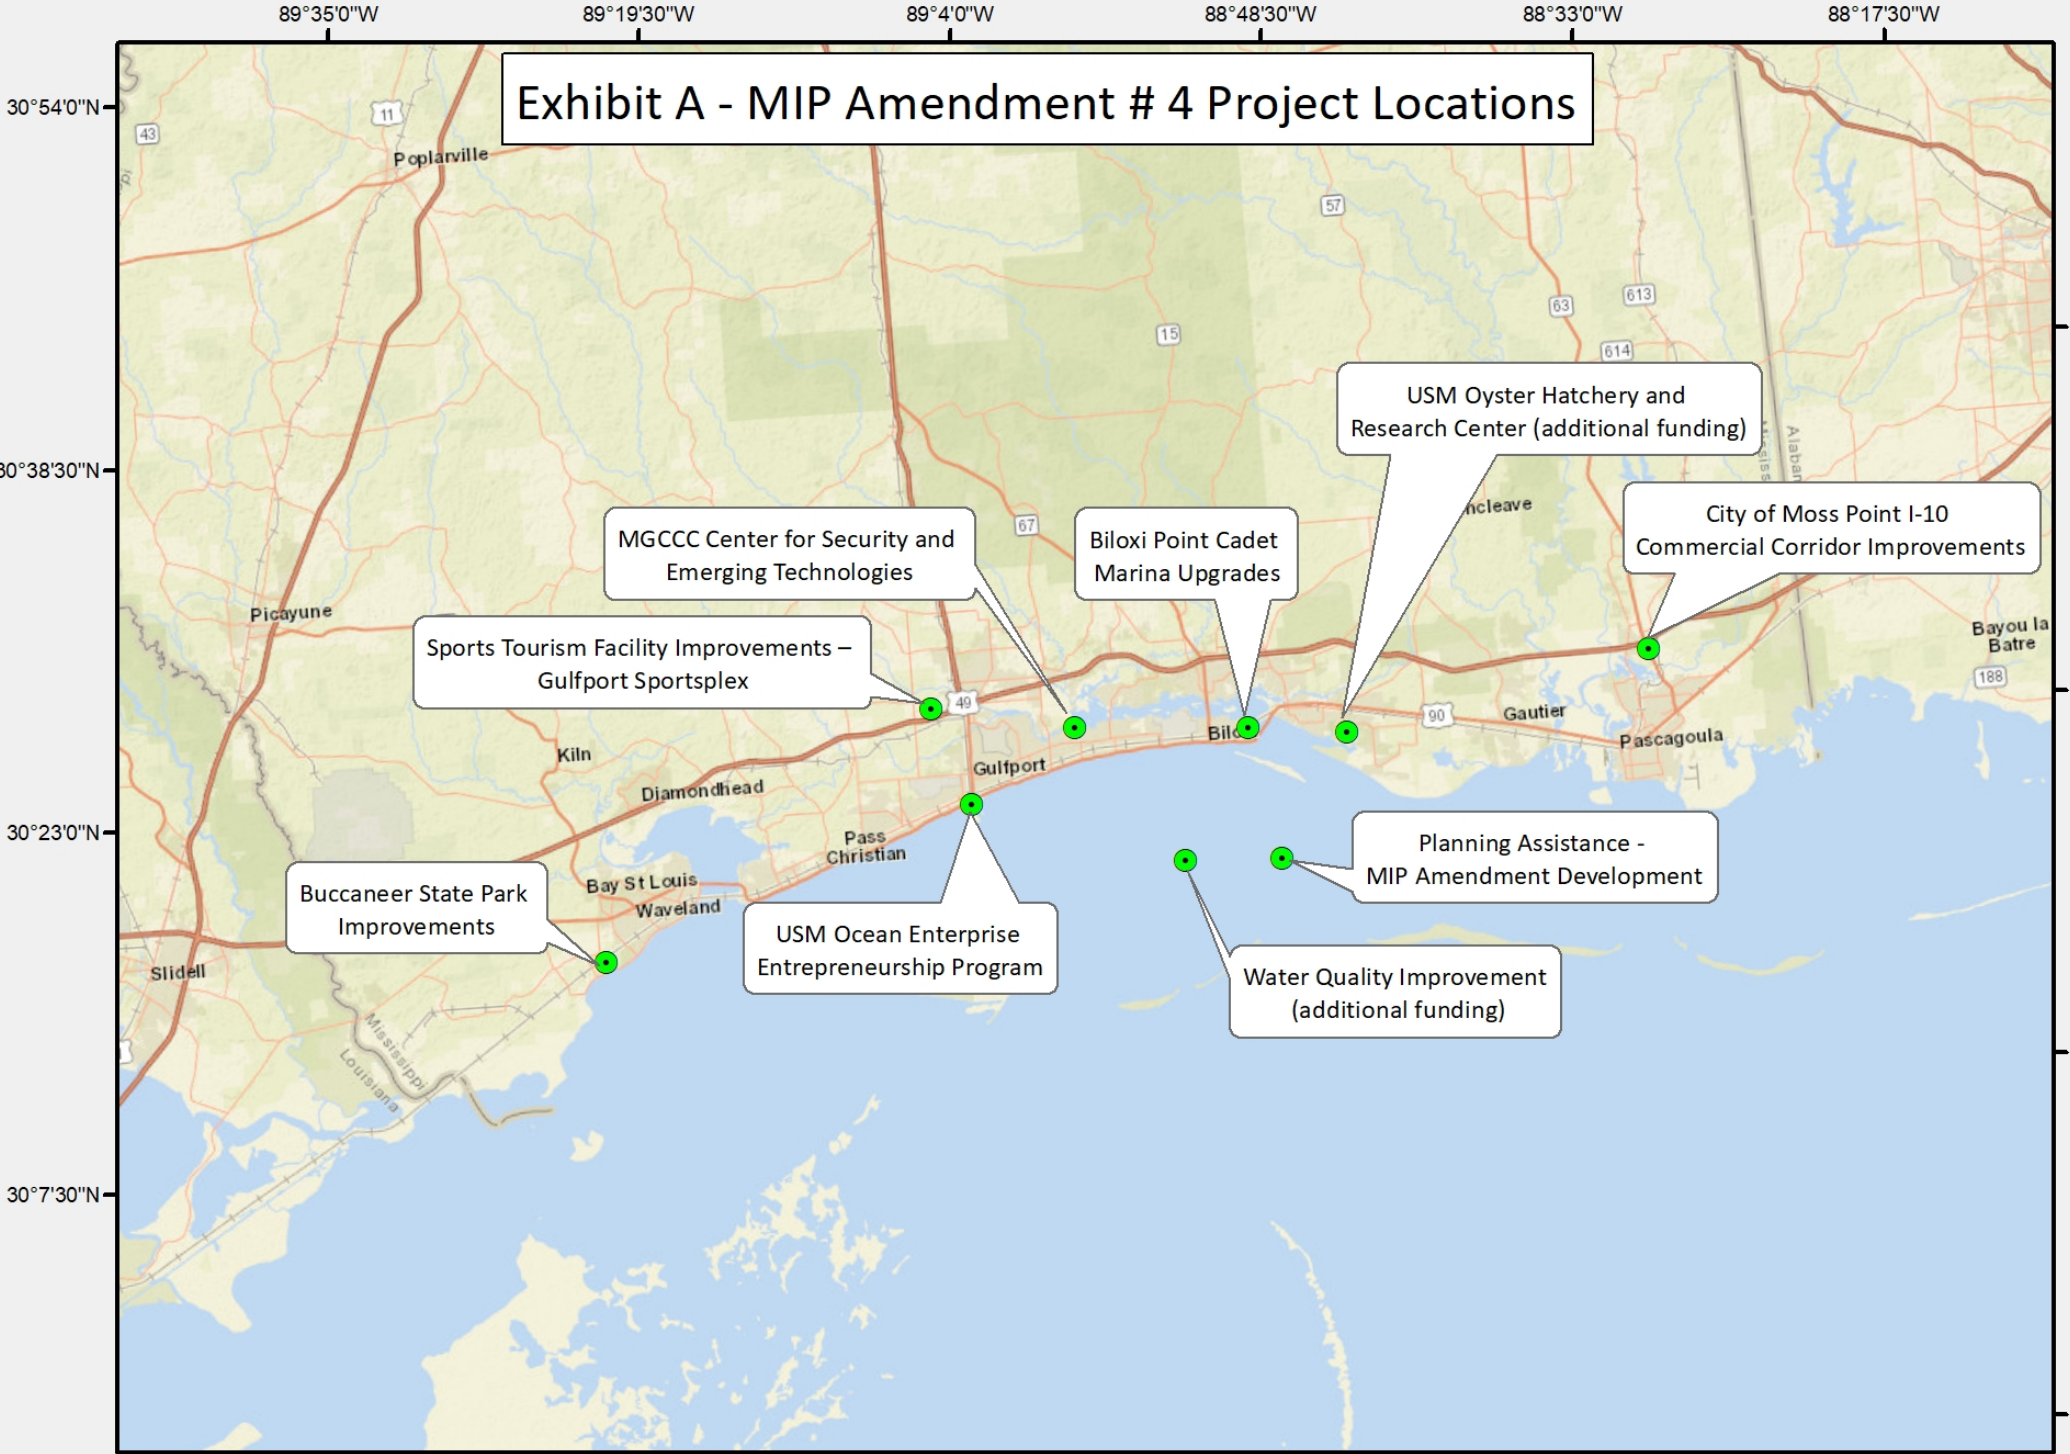 89°35'0"W
89°19'30"W
89°4'0"W
88°48'30"W
88°33'0"W
88°17'30"W
30°54'0"N
Exhibit A - MIP Amendment # 4 Project Locations
11
43
Poplarville
57
63
613
15
614
USM Oyster Hatchery and
Research Center (additional funding)
Alabam
Mississ
0°38'30"N
ncleave
City of Moss Point I-10
Commercial Corridor Improvements
MGCCC Center for Security and
Emerging Technologies
67
Biloxi Point Cadet
Marina Upgrades
Picayune
Sports Tourism Facility Improvements –
Gulfport Sportsplex
Bayou la
Batre
188
49
90
Gautier
Biloxi
Pascagoula
Kiln
Gulfport
Diamondhead
30°23'0"N
Pass
Christian
Planning Assistance -
MIP Amendment Development
Buccaneer State Park
Improvements
Bay St Louis
Waveland
USM Ocean Enterprise
Entrepreneurship Program
Water Quality Improvement
(additional funding)
Slidell
Mississippi
Louisiana
30°7'30"N